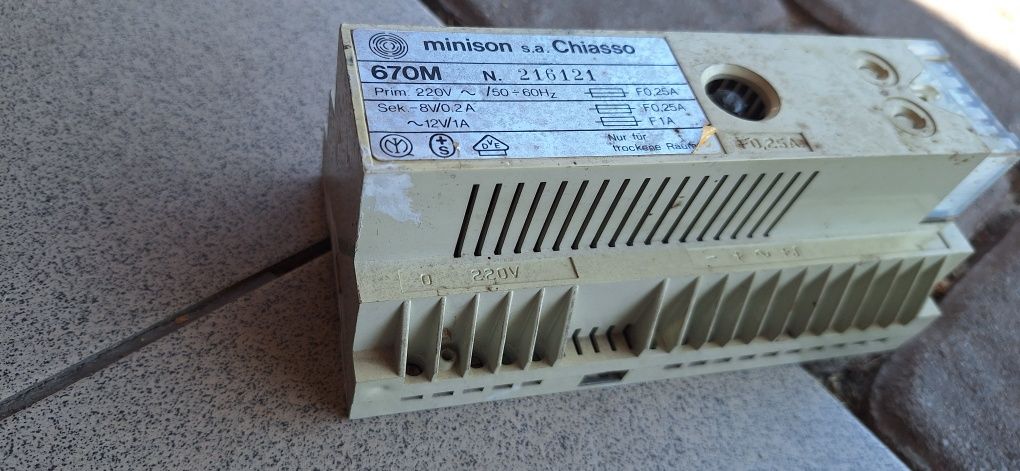 minison s.a. Chiasso
670M N. 216121
Prim. 220V ~ /50÷60Hz F0,25A
Sek. -8V/0.2A F0,25A
~12V/1A F1A
+S DVE Nur für
trockene Räume
F0,25A
0 220V